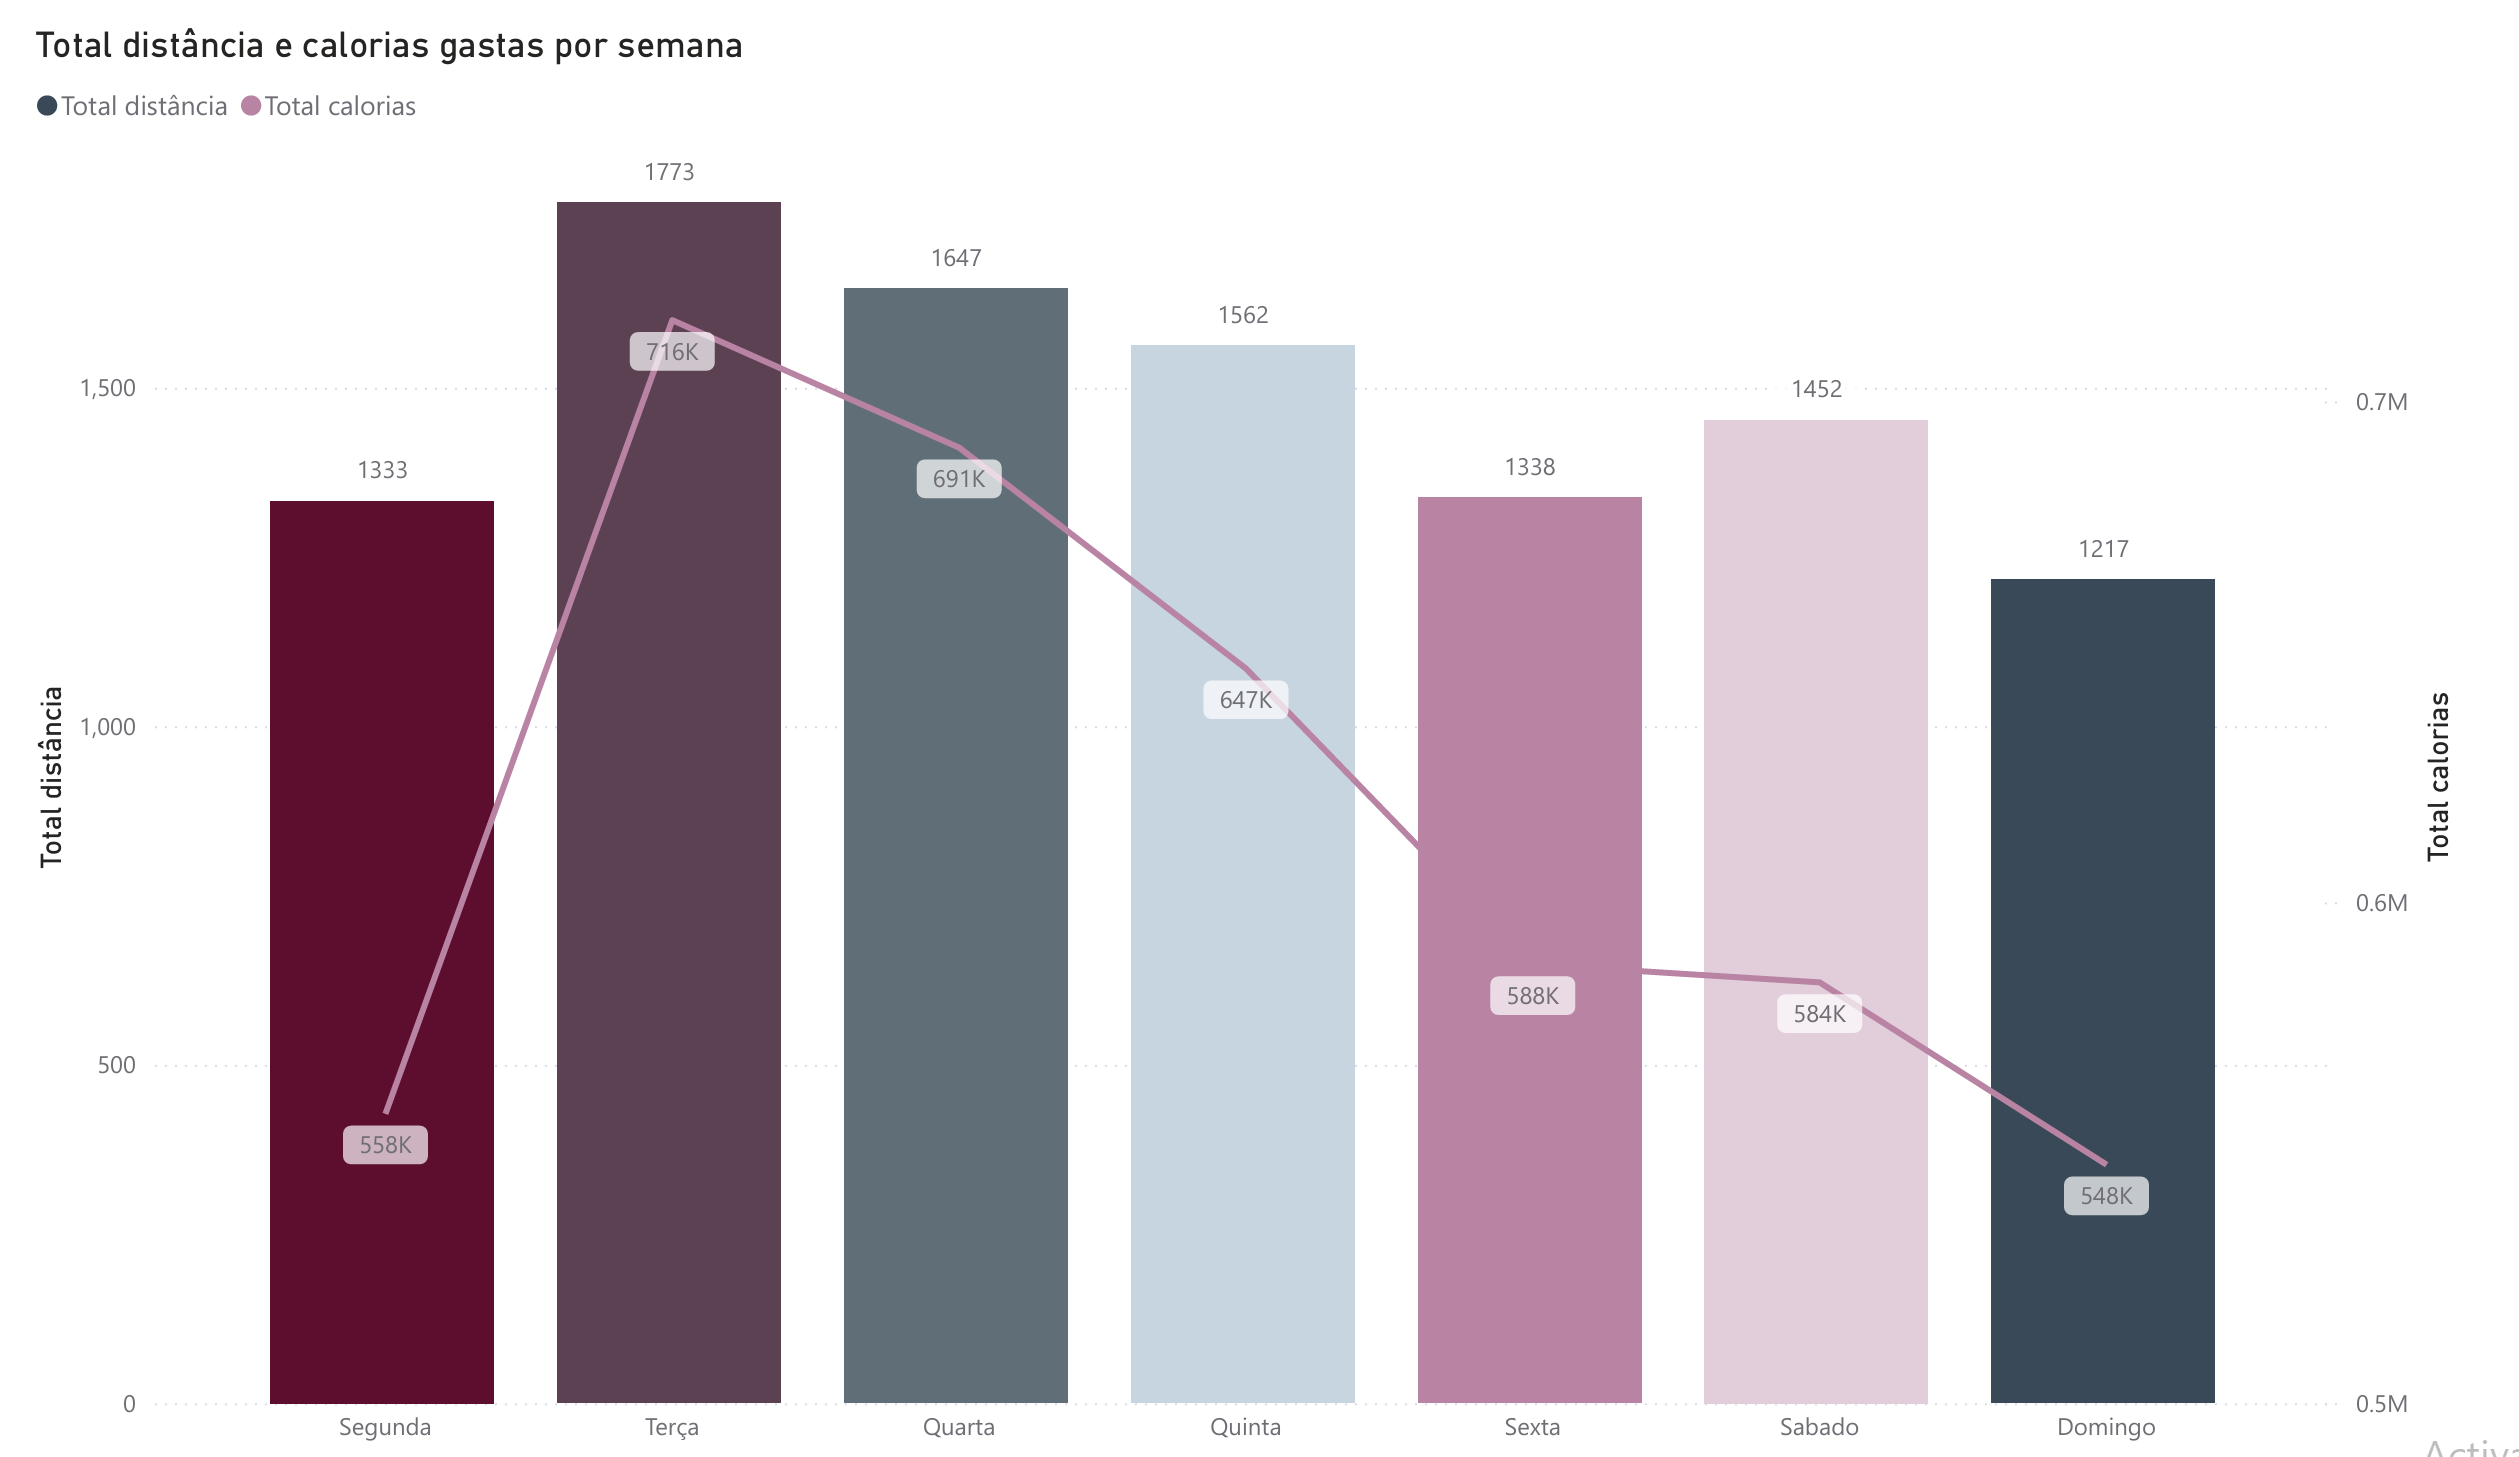 Total distância e calorias gastas por semana
Total distância Total calorias
1773
1647
1562
1,500
1452
0.7M
1333
1338
1217
716K
691K
647K
1,000
Total distância
Total calorias
0.6M
588K
584K
500
558K
548K
0
0.5M
Segunda Terça Quarta Quinta Sexta Sabado Domingo